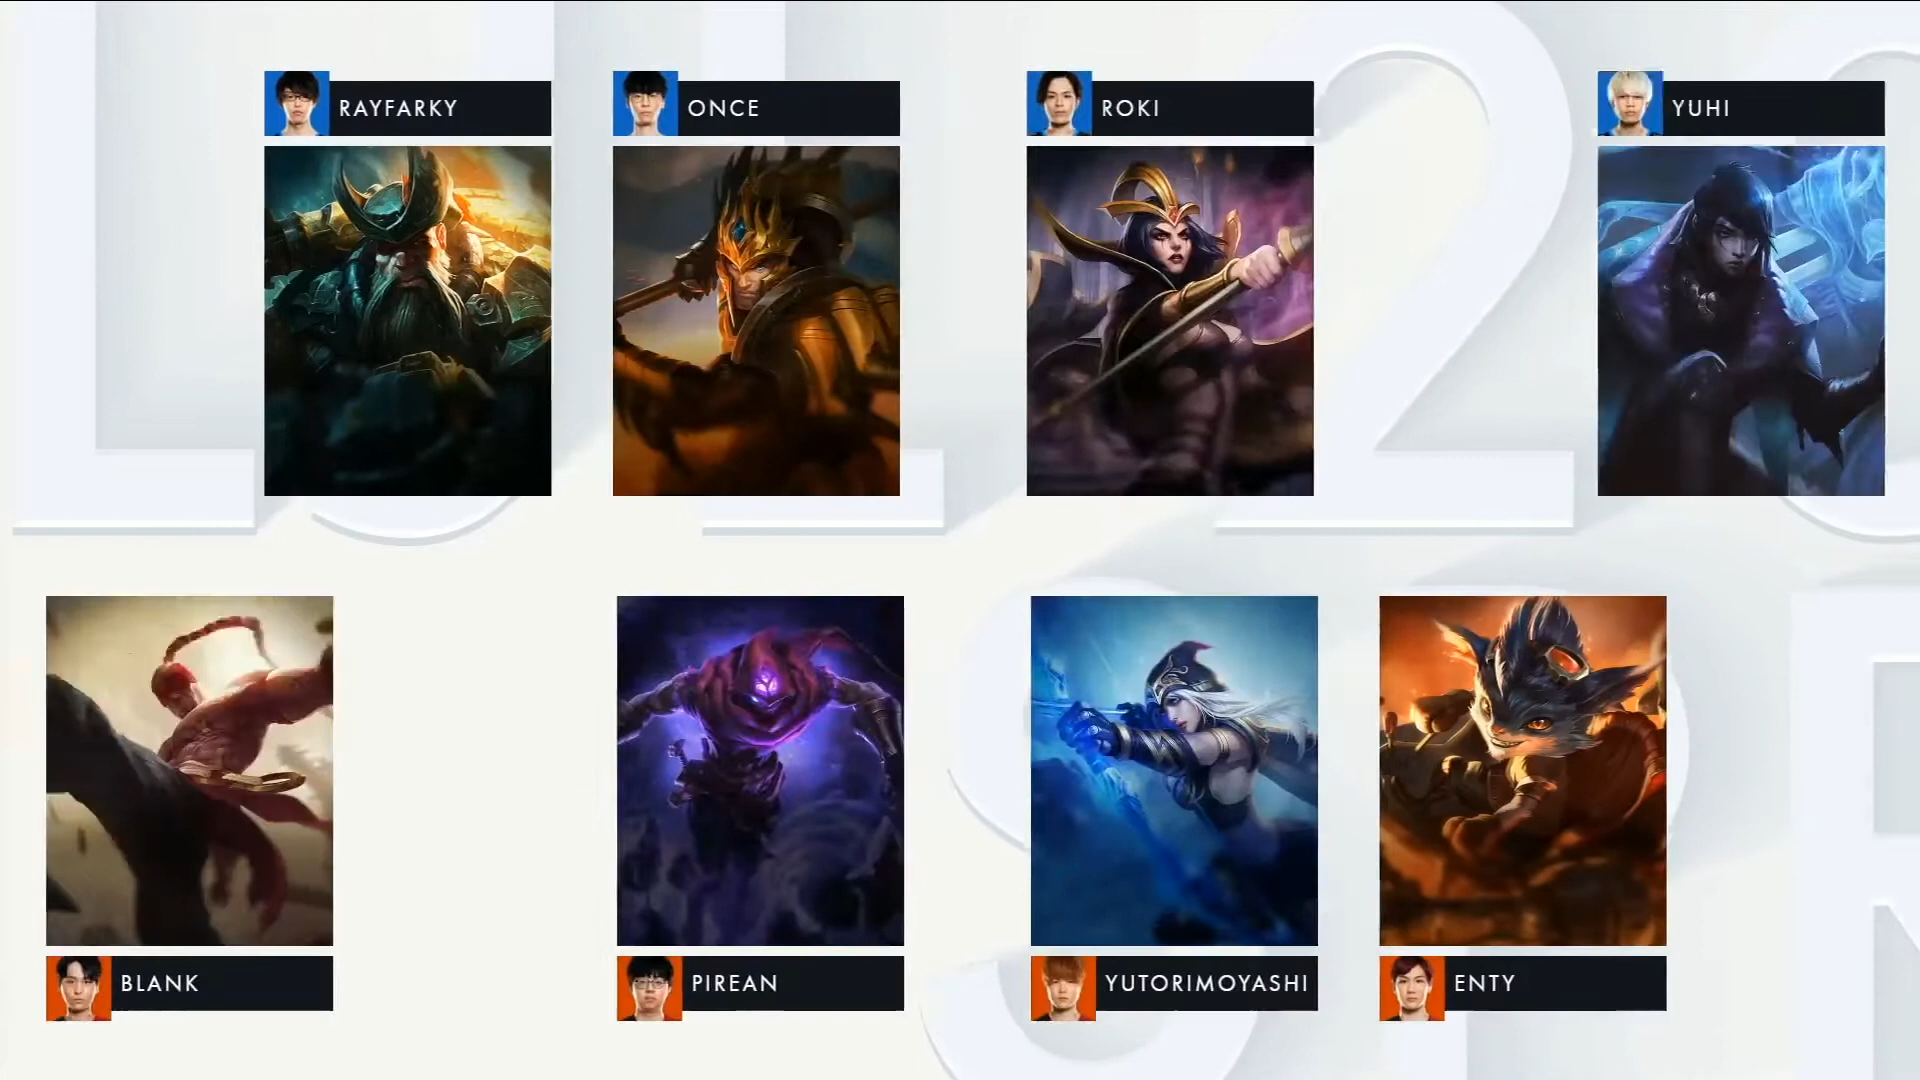 RAYFARKY
ONCE
ROKI
YUHI
BLANK
PIREAN
YUTORIMOYASHI
ENTY